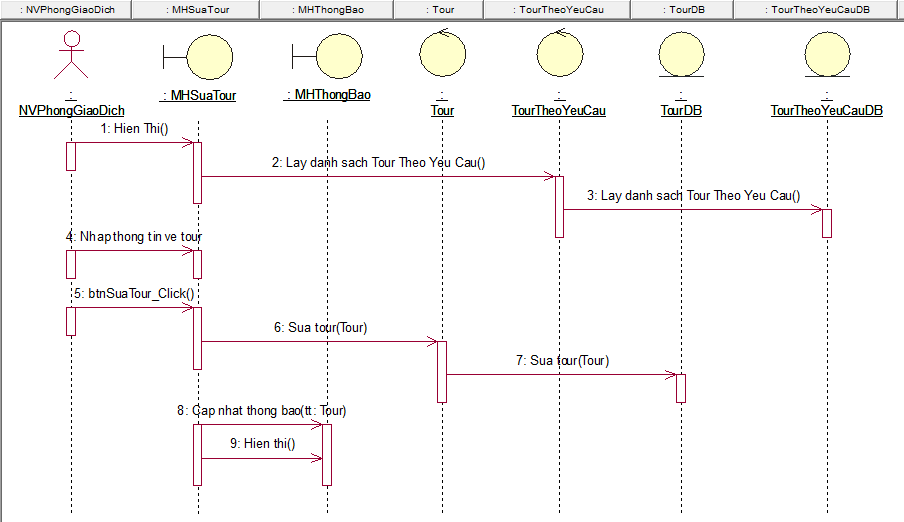 : NVPhongGiaoDich
: MHSuaTour
: MHThongBao
: Tour
: TourTheoYeuCau
: TourDB
: TourTheoYeuCauDB
:
NVPhongGiaoDich
: MHSuaTour
: MHThongBao
:
Tour
:
TourTheoYeuCau
:
TourDB
:
TourTheoYeuCauDB
1: Hien Thi()
2: Lay danh sach Tour Theo Yeu Cau()
3: Lay danh sach Tour Theo Yeu Cau()
4: Nhap thong tin ve tour
5: btnSuaTour_Click()
6: Sua tour(Tour)
7: Sua tour(Tour)
8: Cap nhat thong bao(tt: Tour)
9: Hien thi()